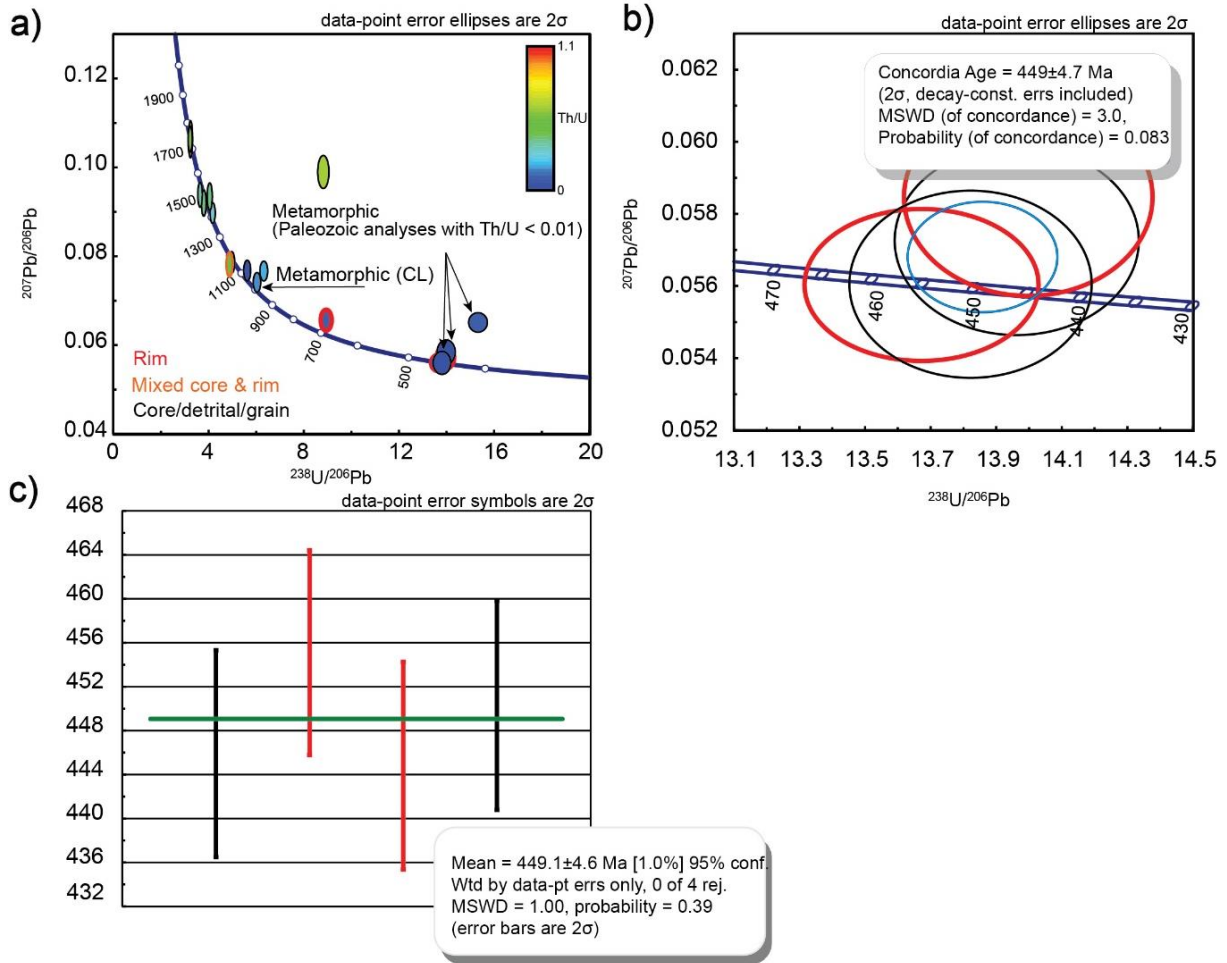 a)
data-point error ellipses are 2σ
0.12
0.10
0.08
0.06
0.04
207Pb/206Pb
1900
1700
1500
1300
1100
900
700
500
1.1
Th/U
0
Metamorphic
(Paleozoic analyses with Th/U < 0.01)
Metamorphic (CL)
Rim
Mixed core & rim
Core/detrital/grain
0
4
8
12
16
20
238U/206Pb
b)
data-point error ellipses are 2σ
0.062
0.060
0.058
0.056
0.054
0.052
207Pb/206Pb
Concordia Age = 449±4.7 Ma
(2σ, decay-const. errs included)
MSWD (of concordance) = 3.0,
Probability (of concordance) = 0.083
470
460
450
440
430
13.1
13.3
13.5
13.7
13.9
14.1
14.3
14.5
238U/206Pb
c)
data-point error symbols are 2σ
468
464
460
456
452
448
444
440
436
432
Mean = 449.1±4.6 Ma [1.0%] 95% conf.
Wtd by data-pt errs only, 0 of 4 rej.
MSWD = 1.00, probability = 0.39
(error bars are 2σ)